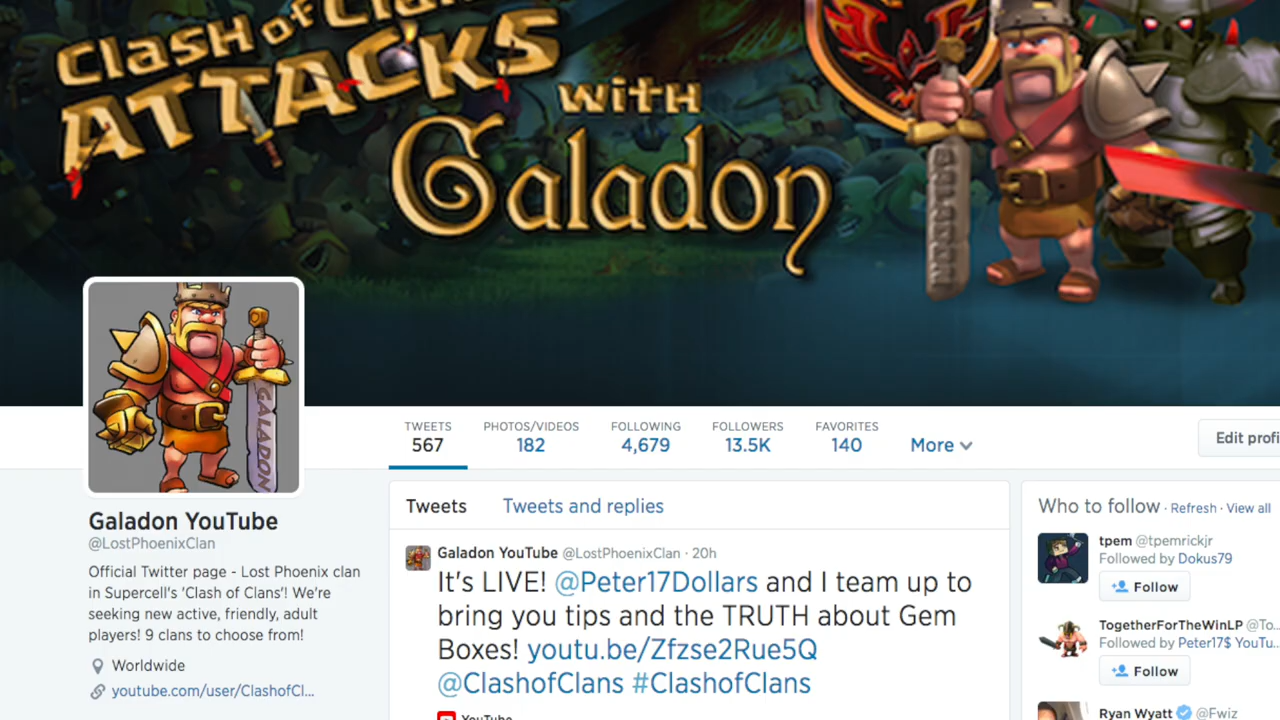 Clash of Clans
ATTACKS
with
Galadon
GALADON
GALADON
TWEETS
567
PHOTOS/VIDEOS
182
FOLLOWING
4,679
FOLLOWERS
13.5K
FAVORITES
140
More
Edit profi
Galadon YouTube
@LostPhoenixClan
Official Twitter page - Lost Phoenix clan
in Supercell's 'Clash of Clans'! We're
seeking new active, friendly, adult
players! 9 clans to choose from!
Worldwide
youtube.com/user/ClashofCl...
Tweets Tweets and replies
Galadon YouTube @LostPhoenixClan · 20h
It's LIVE! @Peter17Dollars and I team up to
bring you tips and the TRUTH about Gem
Boxes! youtu.be/Zfzse2Rue5Q
@ClashofClans #ClashofClans
YouTube
Who to follow · Refresh · View all
tpem @tpemrickjr
Followed by Dokus79
Follow
TogetherForTheWinLP @To...
Followed by Peter17$ YouTu...
Follow
Ryan Wyatt @Fwiz